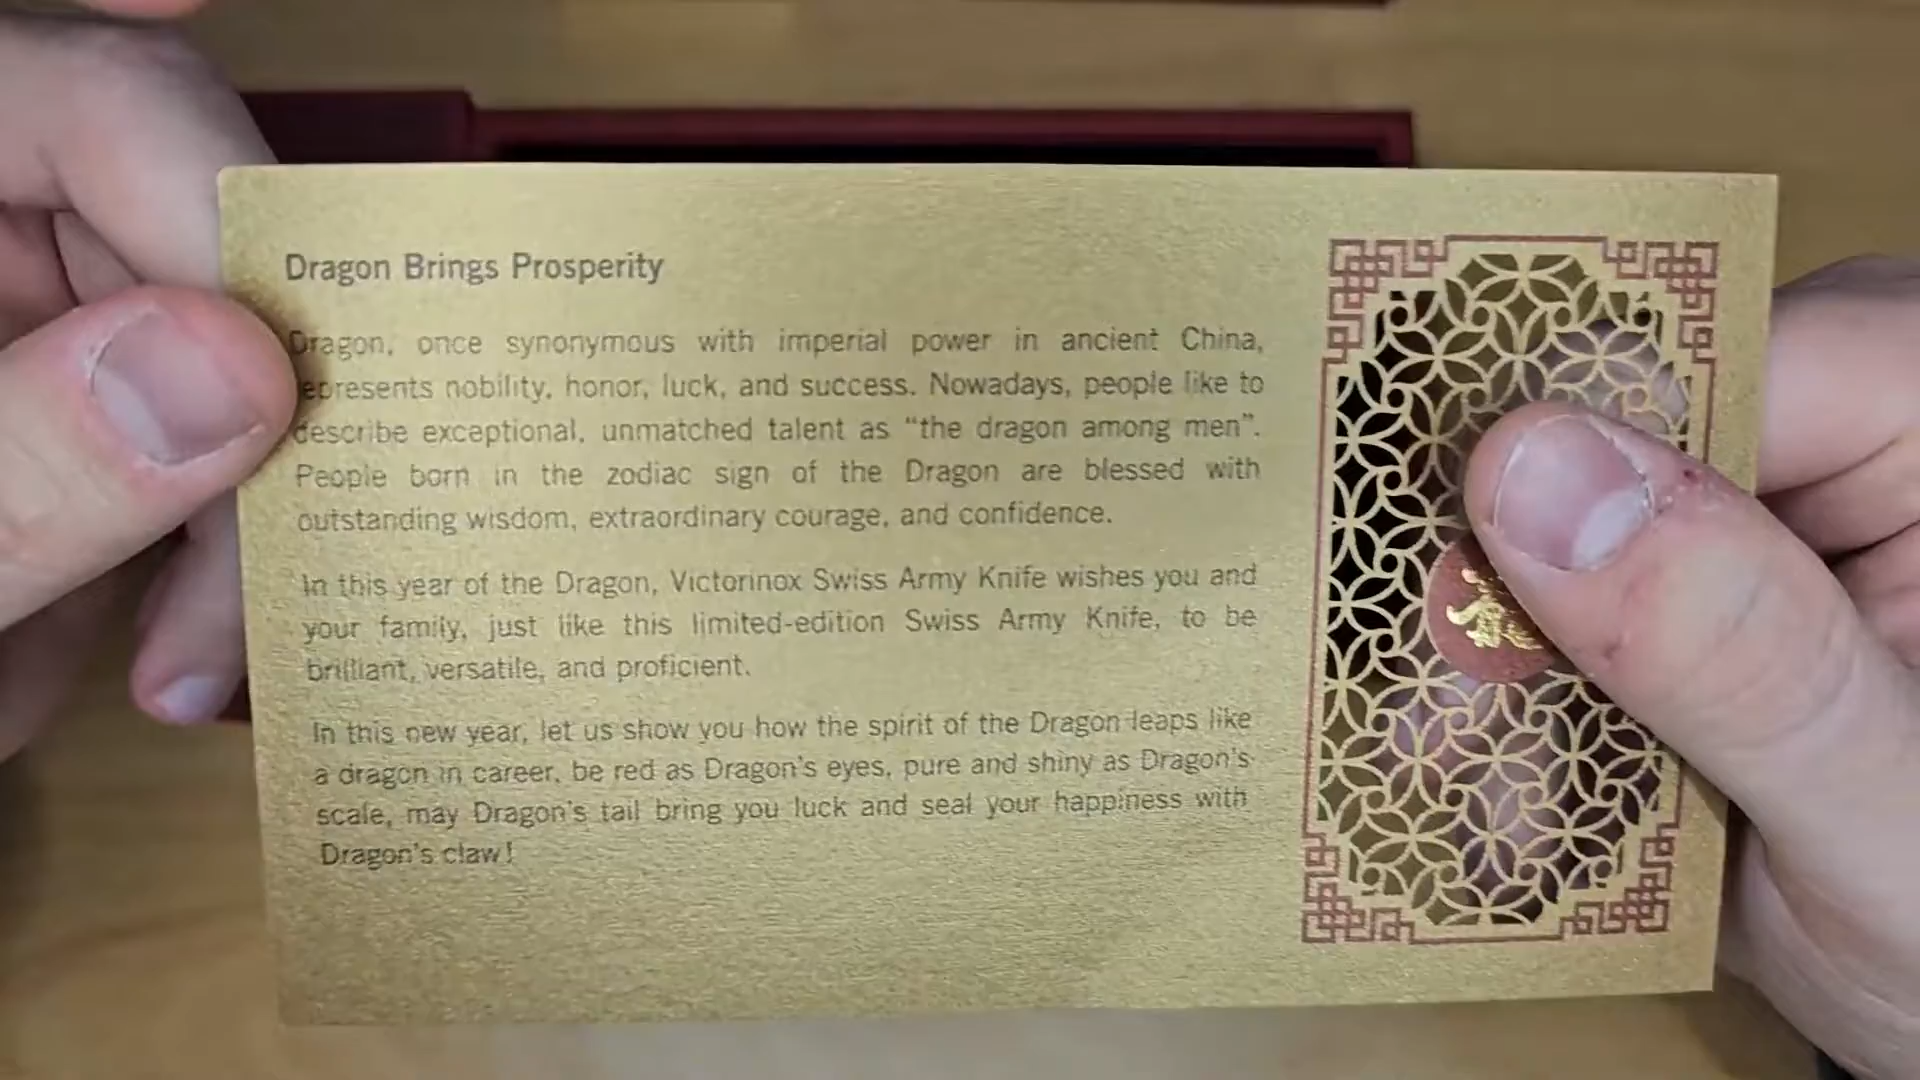 Dragon Brings Prosperity
Dragon, once synonymous with imperial power in ancient China,
epresents nobility, honor, luck, and success. Nowadays, people like to
describe exceptional, unmatched talent as “the dragon among men”.
People born in the zodiac sign of the Dragon are blessed with
outstanding wisdom, extraordinary courage, and confidence.
In this year of the Dragon, Victorinox Swiss Army Knife wishes you and
your family, just like this limited-edition Swiss Army Knife, to be
brilliant, versatile, and proficient.
In this new year, let us show you how the spirit of the Dragon leaps like
a dragon in career, be red as Dragon's eyes, pure and shiny as Dragon's
scale, may Dragon's tail bring you luck and seal your happiness with
Dragon's claw!